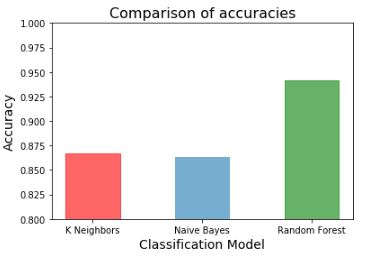 Comparison of accuracies
1.000
0.975
0.950
0.925
0.900
0.875
0.850
0.825
0.800
Accuracy
K Neighbors Naive Bayes Random Forest
Classification Model